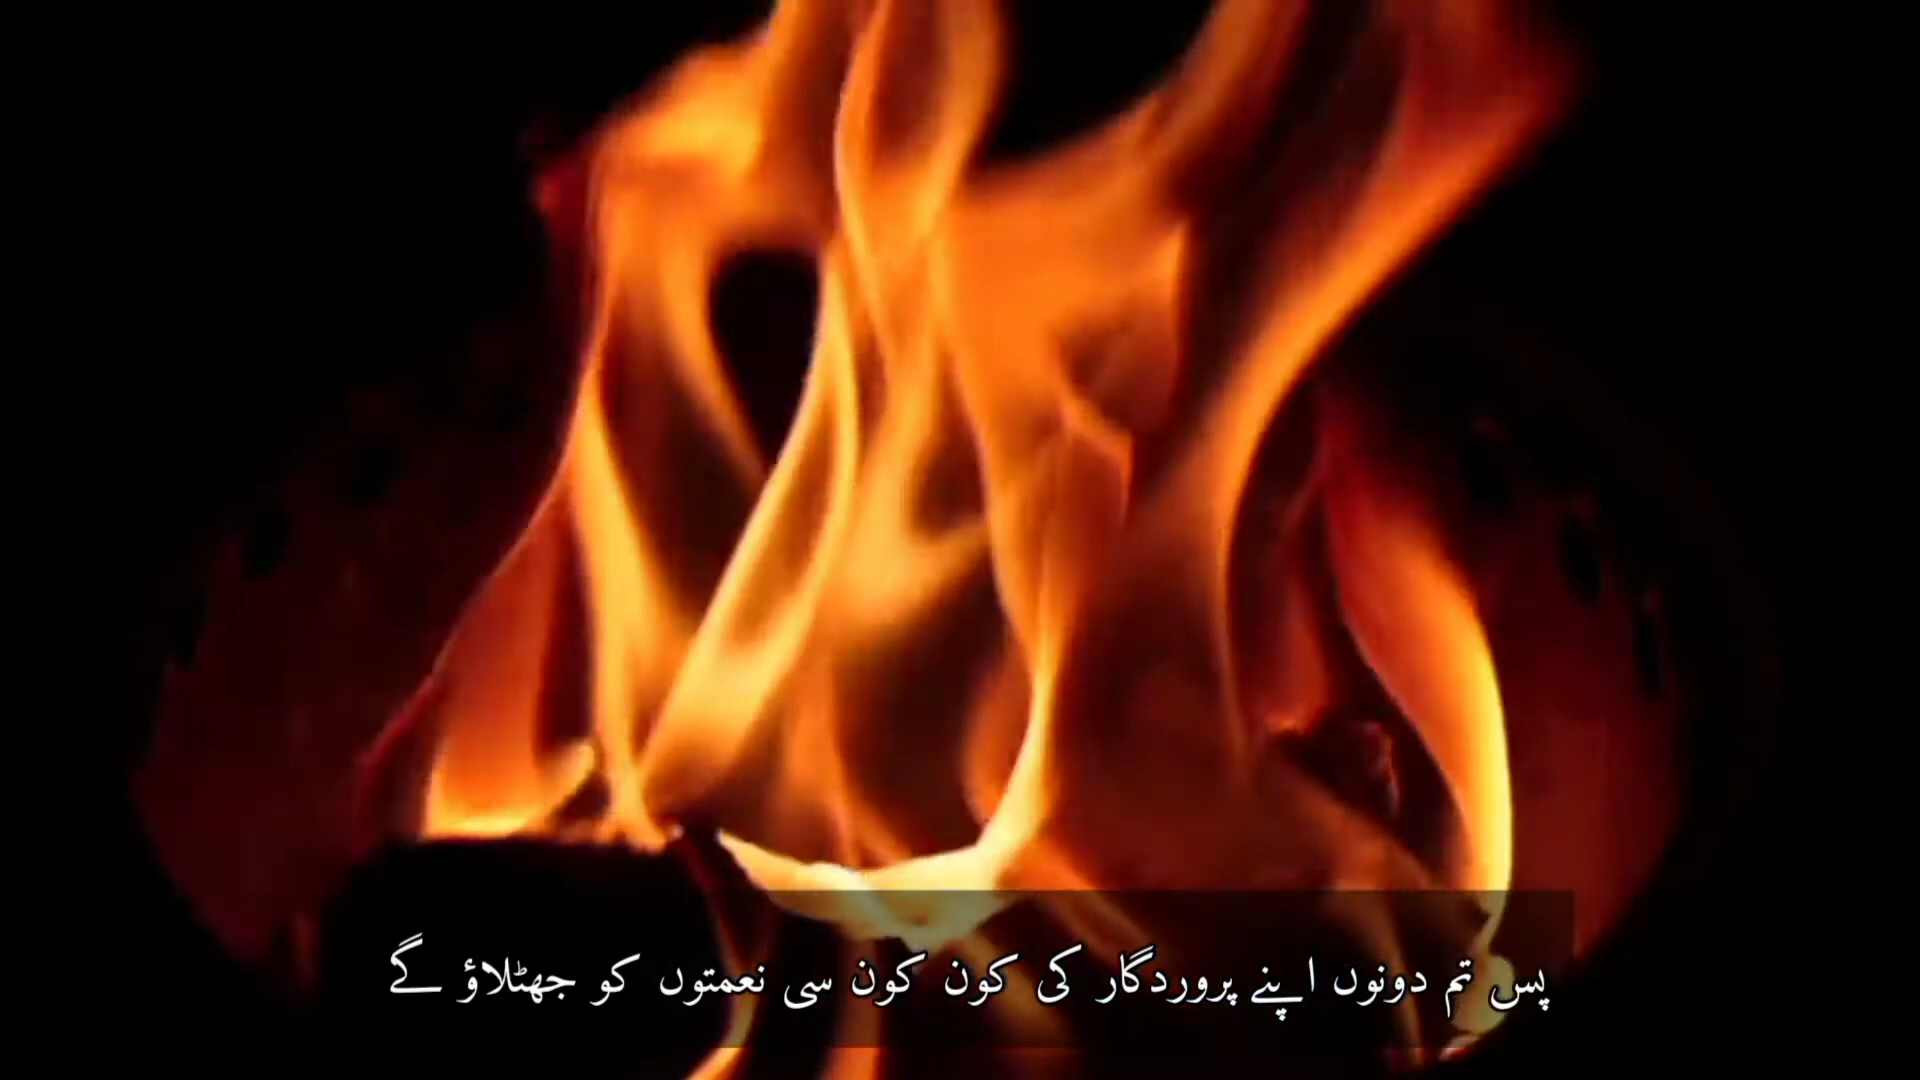 پس تم دونوں اپنے پروردگار کی کون کون سی نعمتوں کو جھٹلاؤ گے